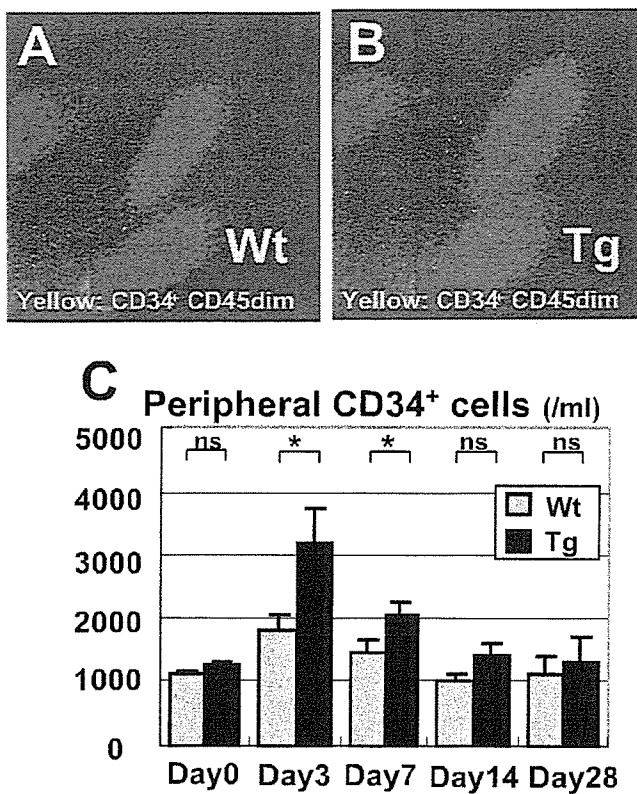 A
Wt
Yellow: CD34⁺ CD45dim
B
Tg
Yellow: CD34⁺ CD45dim
C
Peripheral CD34⁺ cells (/ml)
5000
4000
3000
2000
1000
0
ns
*
*
ns
ns
Wt
Tg
Day0
Day3
Day7
Day14
Day28